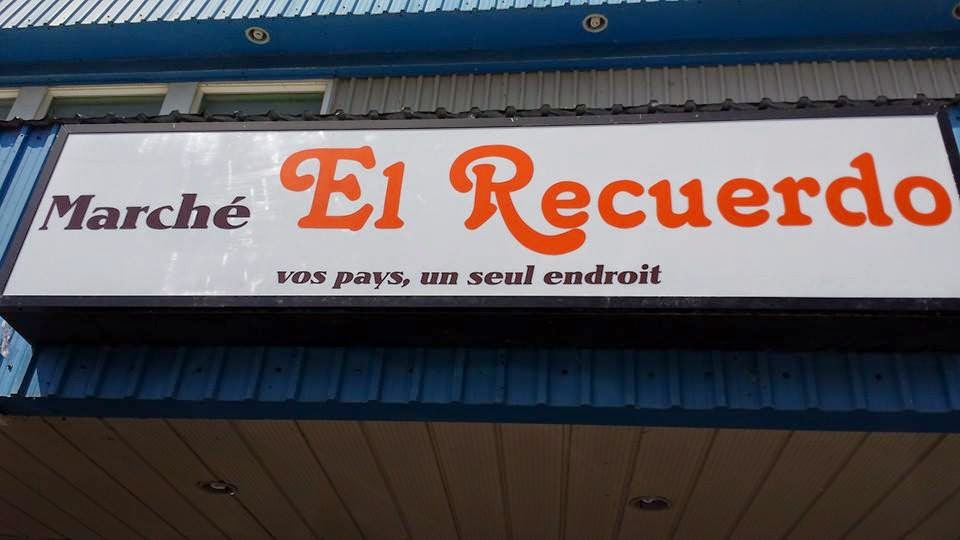 Marché El Recuerdo
vos pays, un seul endroit